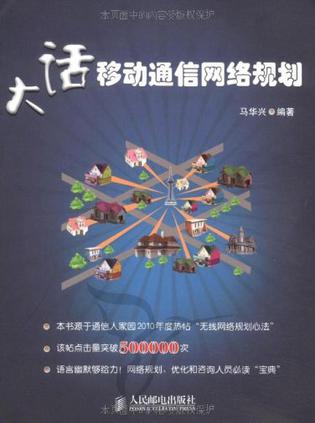 本页面中的内容受版权保护
大话移动通信网络规划
马华兴 编著
本书源于通信人家园2010年度热帖“无线网络规划心法”
该帖点击量突破500000次
语言幽默够给力！网络规划、优化和咨询人员必读“宝典”
人民邮电出版社
本页面中的内容受版权保护